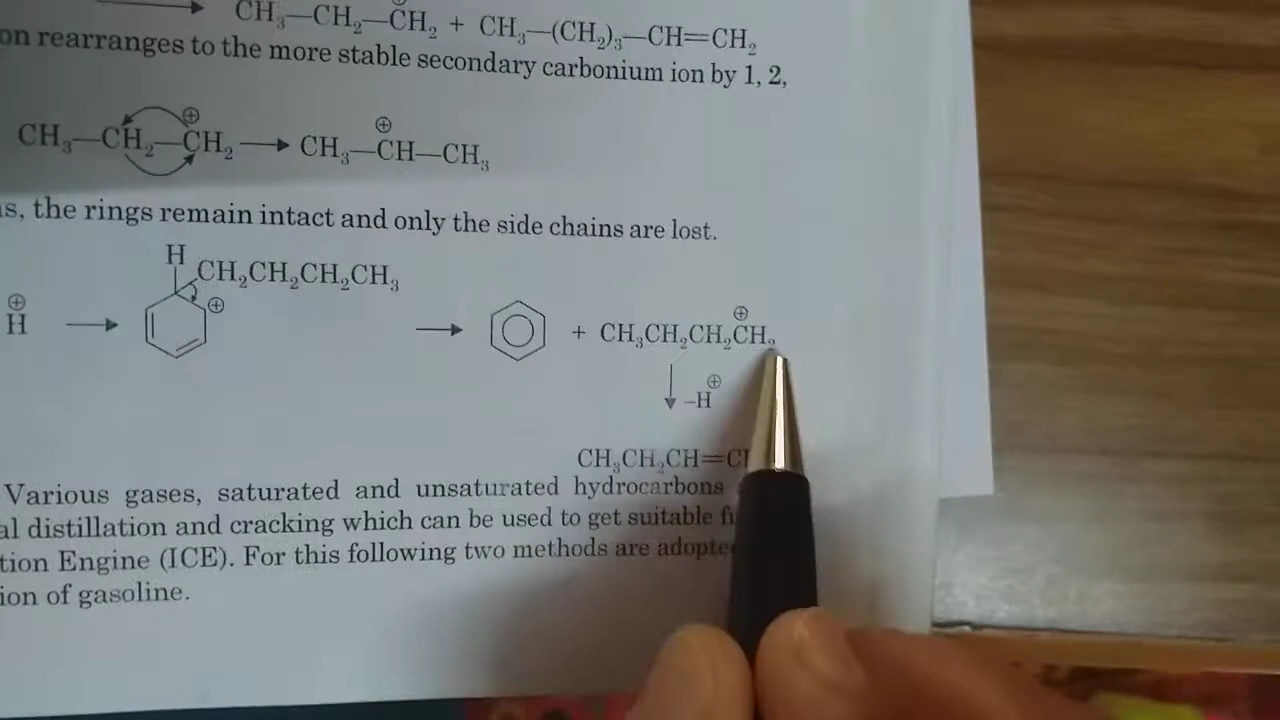 CH₃—CH₂—CH₂ + CH₃—(CH₂)₃—CH=CH₂
on rearranges to the more stable secondary carbonium ion by 1, 2,
⊕ ⊕
CH₃—CH₂—CH₂ → CH₃—CH—CH₃
s, the rings remain intact and only the side chains are lost.
H
CH₂CH₂CH₂CH₃
⊕ ⊕ ⊕
H → → + CH₃CH₂CH₂CH₂
⊕
↓ –H
CH₃CH₂CH=C
Various gases, saturated and unsaturated hydrocarbons
al distillation and cracking which can be used to get suitable
tion Engine (ICE). For this following two methods are adopte
ion of gasoline.